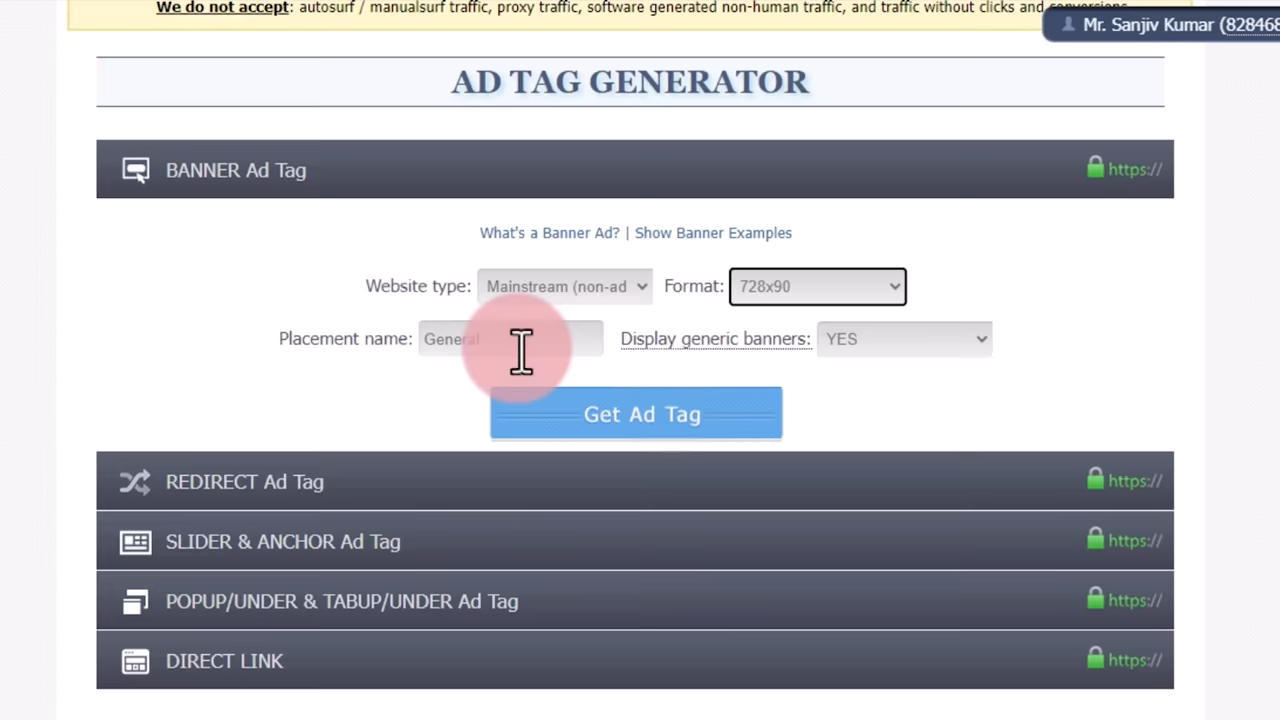 We do not accept: autosurf / manualsurf traffic, proxy traffic, software generated non-human traffic, and traffic without clicks and conversions.
Mr. Sanjiv Kumar (828468
AD TAG GENERATOR
BANNER Ad Tag https://
What's a Banner Ad? | Show Banner Examples
Website type: Mainstream (non-ad Format: 728x90
Placement name: General Display generic banners: YES
Get Ad Tag
REDIRECT Ad Tag https://
SLIDER & ANCHOR Ad Tag https://
POPUP/UNDER & TABUP/UNDER Ad Tag https://
DIRECT LINK https://